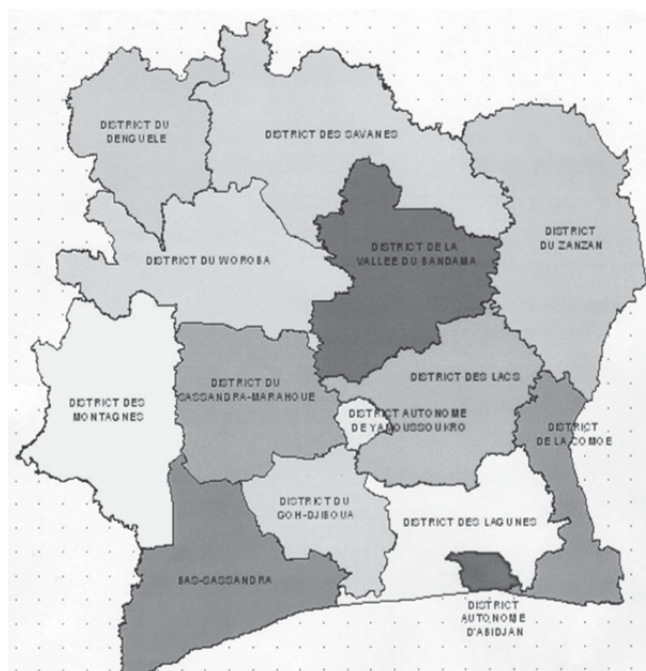 DISTRICT DU
DENGUELE
DISTRICT DES SAVANES
DISTRICT
DU ZANZAN
DISTRICT DU WOROBA
DISTRICT DE LA
VALLEE DU BANDAMA
DISTRICT DES
MONTAGNES
DISTRICT DU
SASSANDRA-MARAHOUE
DISTRICT DES LACS
DISTRICT AUTONOME
DE YAMOUSSOUKRO
DISTRICT
DE LA COMOE
DISTRICT DU
GOH-DJIBOUA
DISTRICT DES LAGUNES
BAS-SASSANDRA
DISTRICT
AUTONOME
D'ABIDJAN